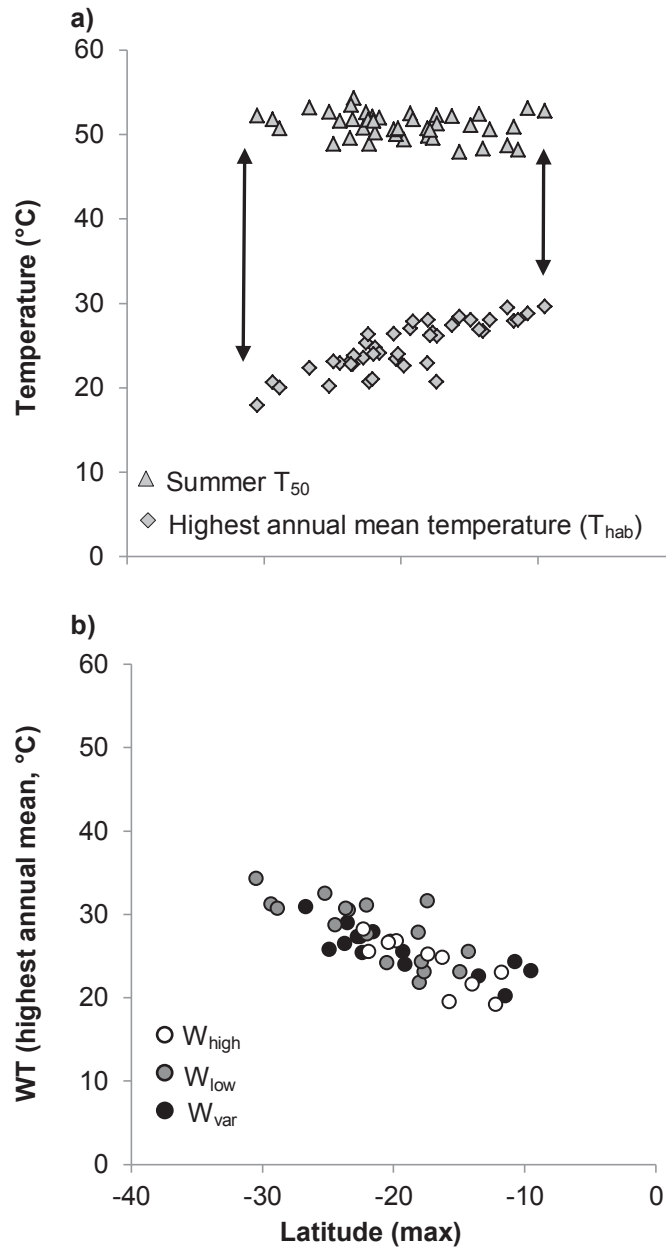 a)
60
50
40
30
20
10
0
Temperature (°C)
Summer T50
Highest annual mean temperature (Thab)
b)
60
50
40
30
20
10
0
WT (highest annual mean, °C)
Whigh
Wlow
Wvar
-40 -30 -20 -10 0
Latitude (max)